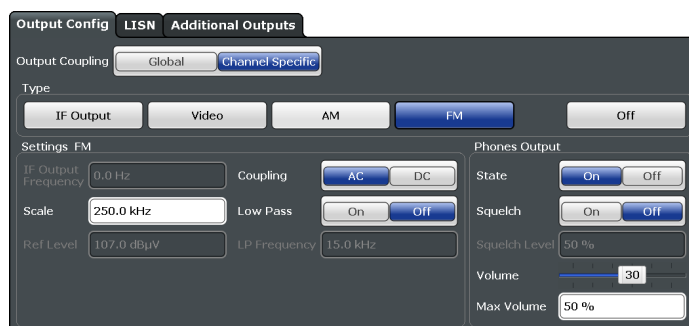 Output Config LISN Additional Outputs
Output Coupling Global Channel Specific
Type
IF Output Video AM FM Off
Settings FM Phones Output
IF Output Frequency 0.0 Hz Coupling AC DC State On Off
Scale 250.0 kHz Low Pass On Off Squelch On Off
Ref Level 107.0 dBµV LP Frequency 15.0 kHz Squelch Level 50 %
Volume 30
Max Volume 50 %